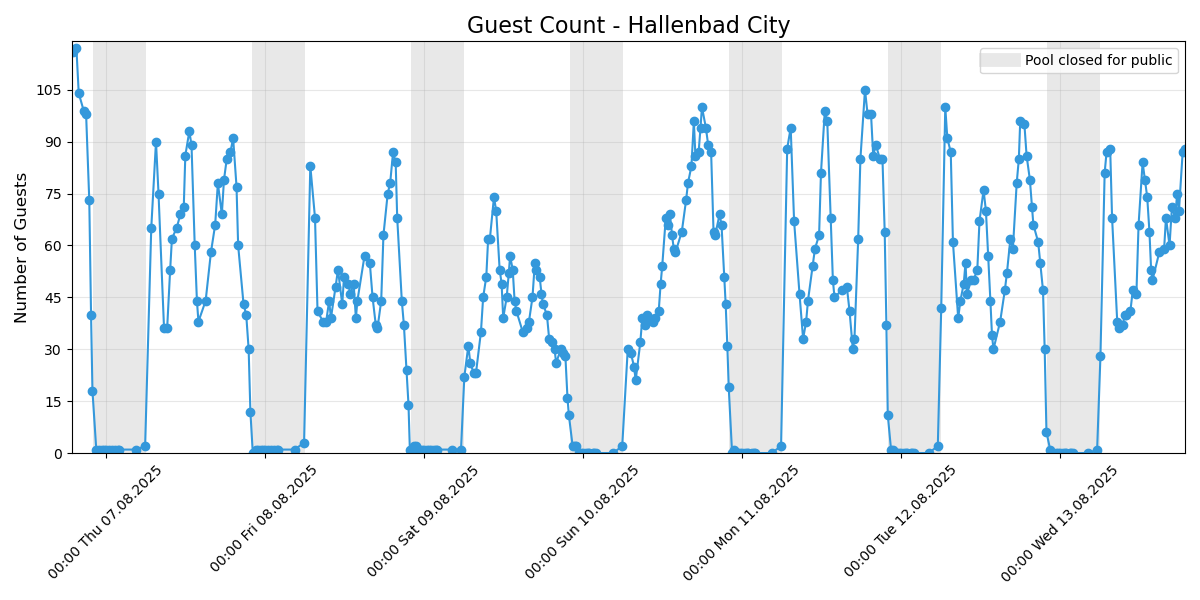 Guest Count - Hallenbad City
Pool closed for public
Number of Guests
105
90
75
60
45
30
15
0
00:00 Thu 07.08.2025
00:00 Fri 08.08.2025
00:00 Sat 09.08.2025
00:00 Sun 10.08.2025
00:00 Mon 11.08.2025
00:00 Tue 12.08.2025
00:00 Wed 13.08.2025